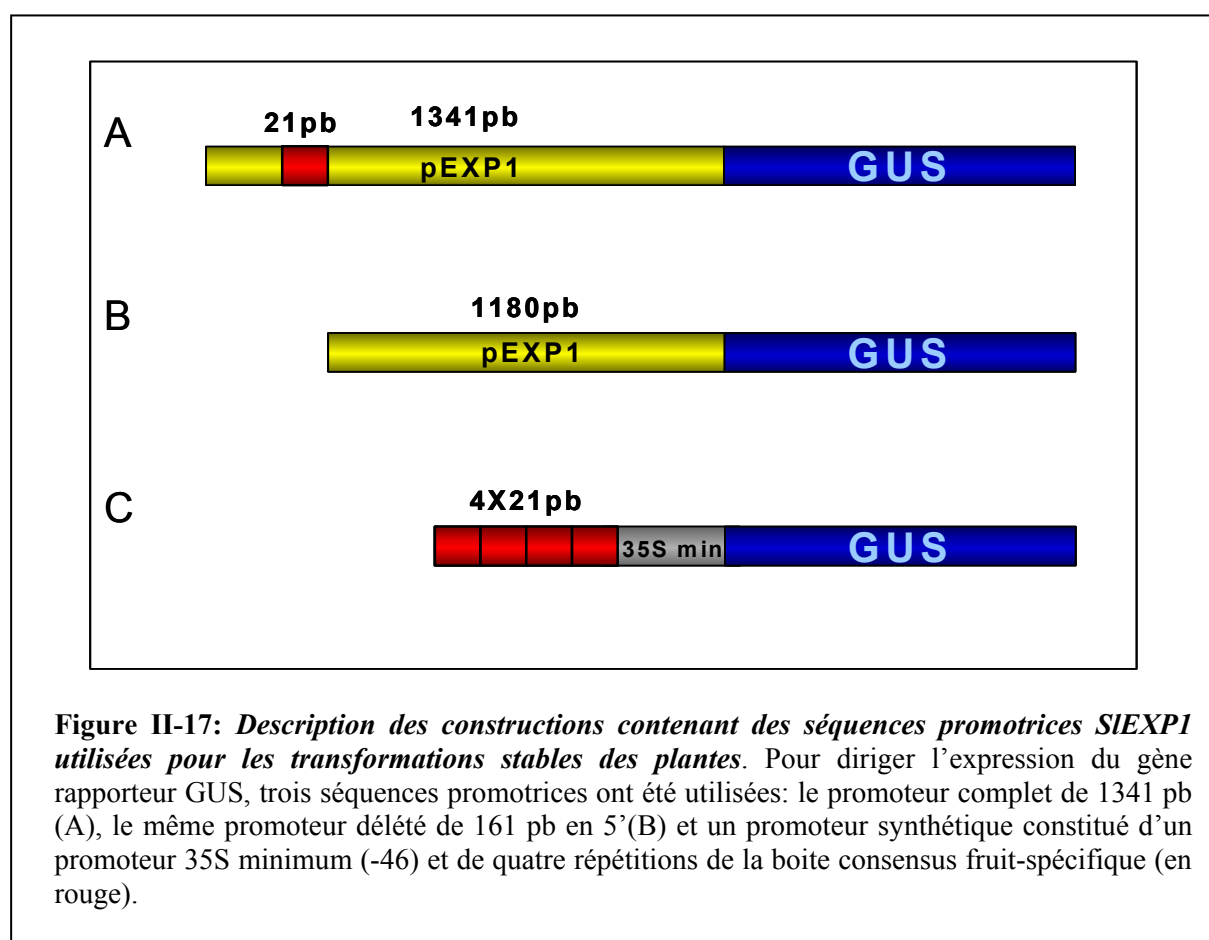 A
21pb 1341pb
pEXP1 GUS
B
1180pb
pEXP1 GUS
C
4X21pb
35S min GUS
Figure II-17: Description des constructions contenant des séquences promotrices SlEXP1
utilisées pour les transformations stables des plantes. Pour diriger l’expression du gène
rapporteur GUS, trois séquences promotrices ont été utilisées: le promoteur complet de 1341 pb
(A), le même promoteur délété de 161 pb en 5’(B) et un promoteur synthétique constitué d’un
promoteur 35S minimum (-46) et de quatre répétitions de la boite consensus fruit-spécifique (en
rouge).